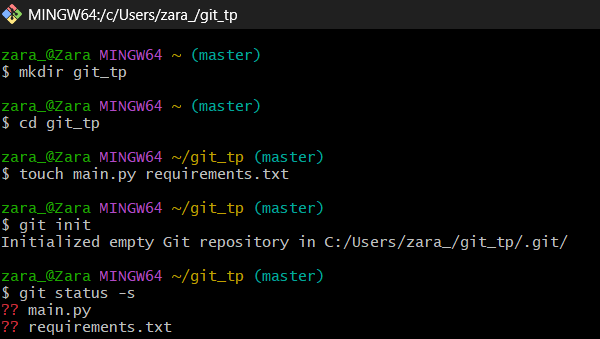 MINGW64:/c/Users/zara_/git_tp
zara_@Zara MINGW64 ~ (master)
$ mkdir git_tp
zara_@Zara MINGW64 ~ (master)
$ cd git_tp
zara_@Zara MINGW64 ~/git_tp (master)
$ touch main.py requirements.txt
zara_@Zara MINGW64 ~/git_tp (master)
$ git init
Initialized empty Git repository in C:/Users/zara_/git_tp/.git/
zara_@Zara MINGW64 ~/git_tp (master)
$ git status -s
?? main.py
?? requirements.txt